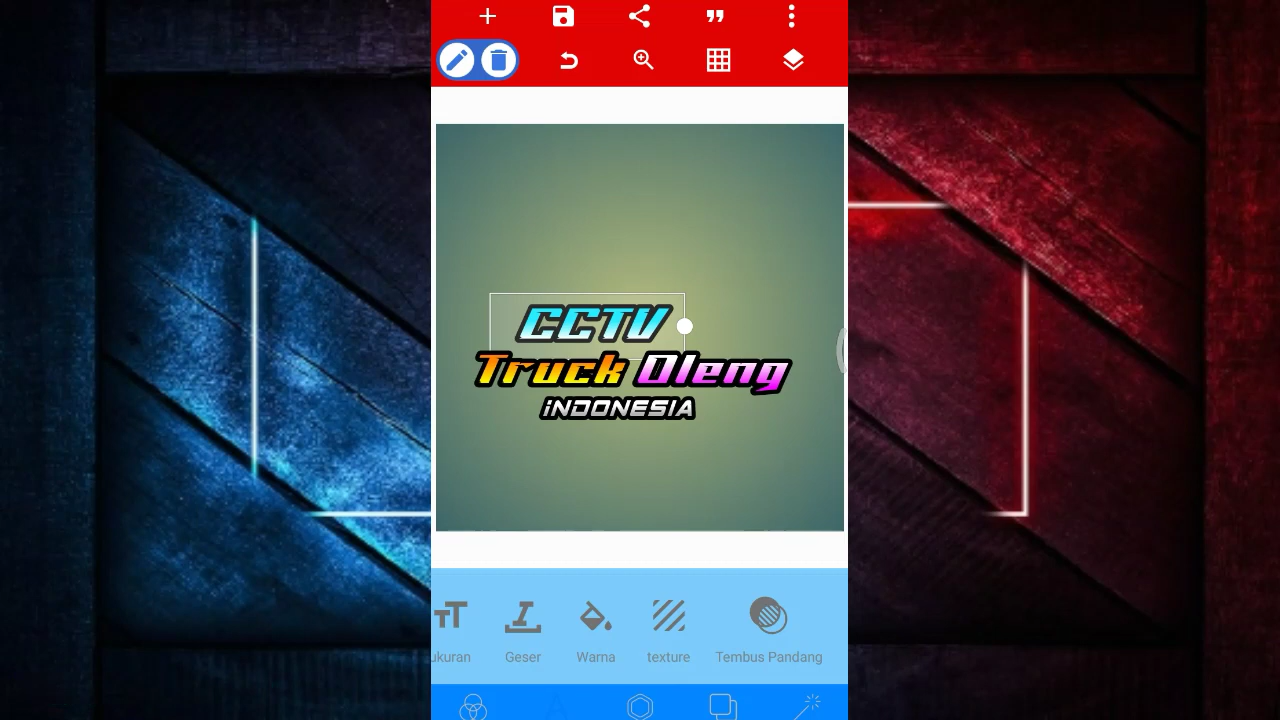 CCTV
Truck Oleng
iNDONESIA
ukuran Geser Warna texture Tembus Pandang